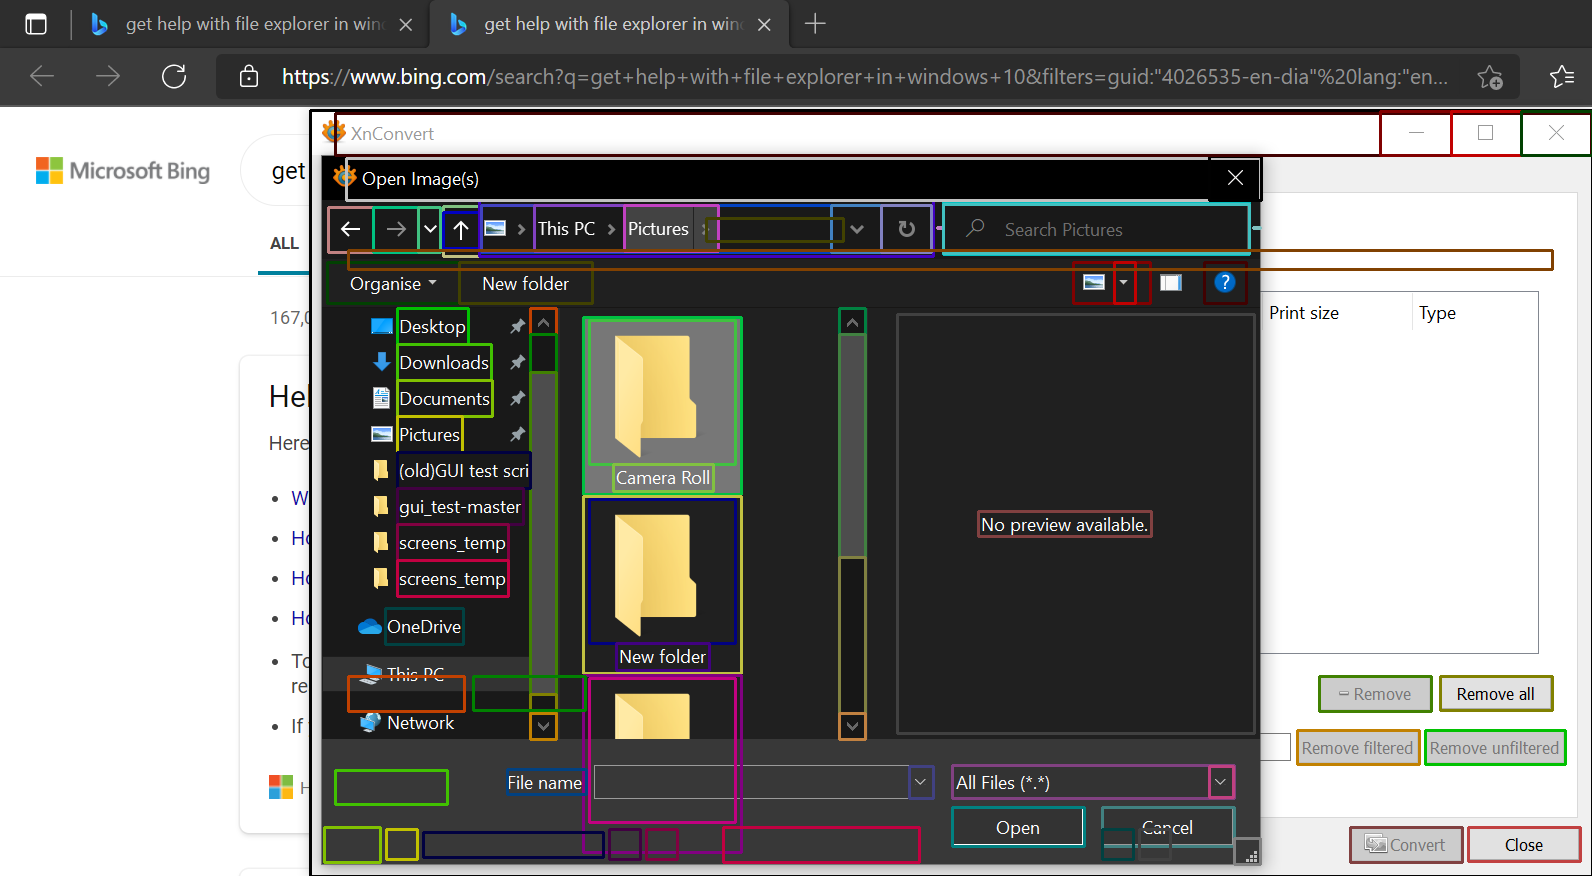 get help with file explorer in win
get help with file explorer in win
https://www.bing.com/search?q=get+help+with+file+explorer+in+windows+10&filters=guid:"4026535-en-dia"%20lang:"en...
XnConvert
Microsoft Bing
get
Open Image(s)
ALL
This PC
Pictures
Search Pictures
Organise
New folder
167,0
Print size
Type
Desktop
Downloads
Documents
Pictures
(old)GUI test scri
gui_test-master
screens_temp
screens_temp
OneDrive
This PC
Network
Hel
Here
W
Ho
Ho
Ho
To
re
If
H
Camera Roll
New folder
No preview available.
Remove
Remove all
Remove filtered
Remove unfiltered
File name
All Files (*.*)
Open
Cancel
Convert
Close